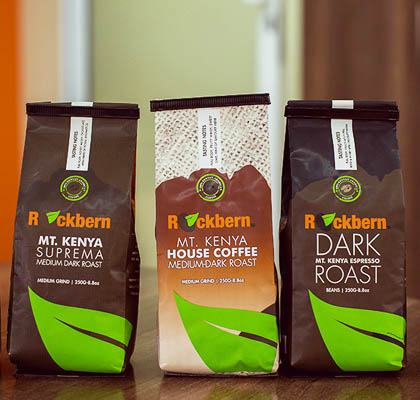 TASTING NOTES
Rockbern
MT. KENYA
SUPREMA
MEDIUM DARK ROAST
MEDIUM GRIND | 250G-8.8oz
TASTING NOTES
Rockbern
MT. KENYA
HOUSE COFFEE
MEDIUM-DARK ROAST
MEDIUM GRIND | 250G-8.8oz
TASTING NOTES
Rockbern
DARK
MT. KENYA ESPRESSO
ROAST
BEANS | 250G-8.8oz